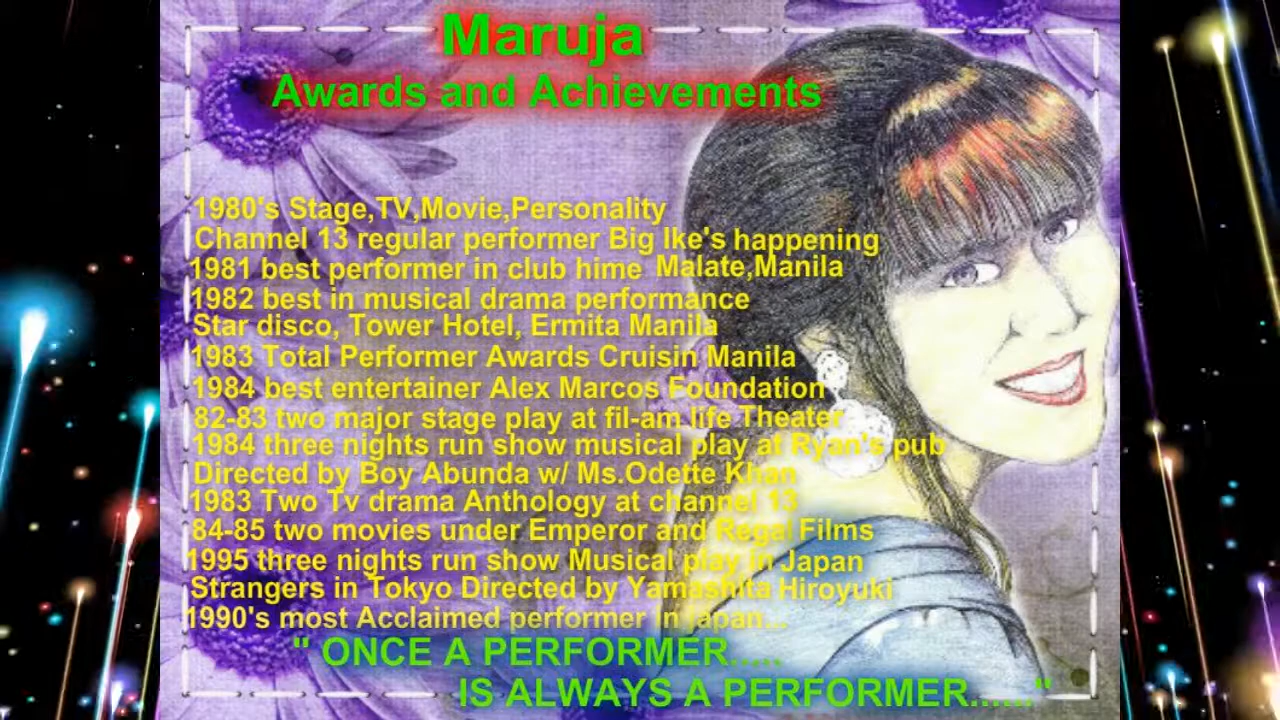 Maruja
Awards and Achievements
1980's Stage,TV,Movie,Personality
Channel 13 regular performer Big Ike's happening
1981 best performer in club hime Malate,Manila
1982 best in musical drama performance
Star disco, Tower Hotel, Ermita Manila
1983 Total Performer Awards Cruisin Manila
1984 best entertainer Alex Marcos Foundation
82-83 two major stage play at fil-am life Theater
1984 three nights run show musical play at Ryan's pub
Directed by Boy Abunda w/ Ms.Odette Khan
1983 Two Tv drama Anthology at channel 13
84-85 two movies under Emperor and Regal Films
1995 three nights run show Musical play in Japan
Strangers in Tokyo Directed by Yamashita Hiroyuki
1990's most Acclaimed performer in japan...
" ONCE A PERFORMER.....
IS ALWAYS A PERFORMER......"